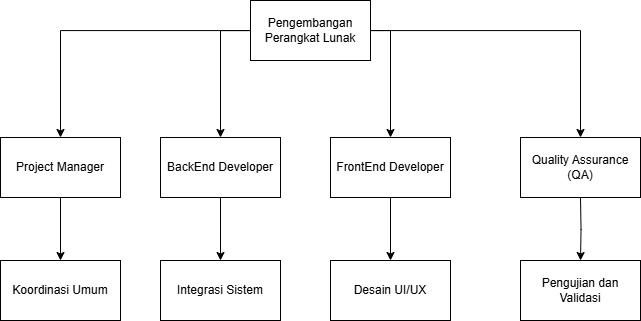 Pengembangan
Perangkat Lunak
Project Manager
BackEnd Developer
FrontEnd Developer
Quality Assurance
(QA)
Koordinasi Umum
Integrasi Sistem
Desain UI/UX
Pengujian dan
Validasi